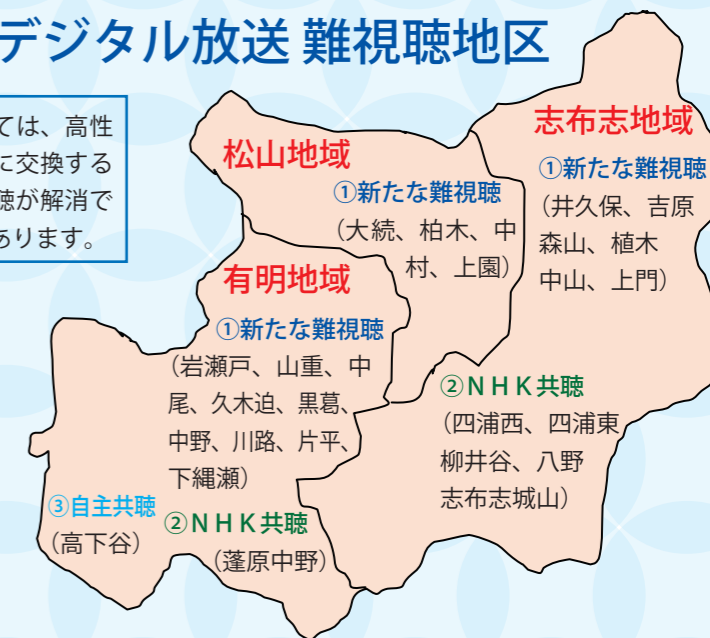 デジタル放送 難視聴地区
ては、高性
に交換する
聴が解消で
あります。
松山地域
①新たな難視聴
（大続、柏木、中
村、上園）
志布志地域
①新たな難視聴
（井久保、吉原
森山、植木
中山、上門）
②ＮＨＫ共聴
（四浦西、四浦東
柳井谷、八野
志布志城山）
有明地域
①新たな難視聴
（岩瀬戸、山重、中
尾、久木迫、黒葛、
中野、川路、片平、
下縄瀬）
②ＮＨＫ共聴
（蓬原中野）
③自主共聴
（高下谷）